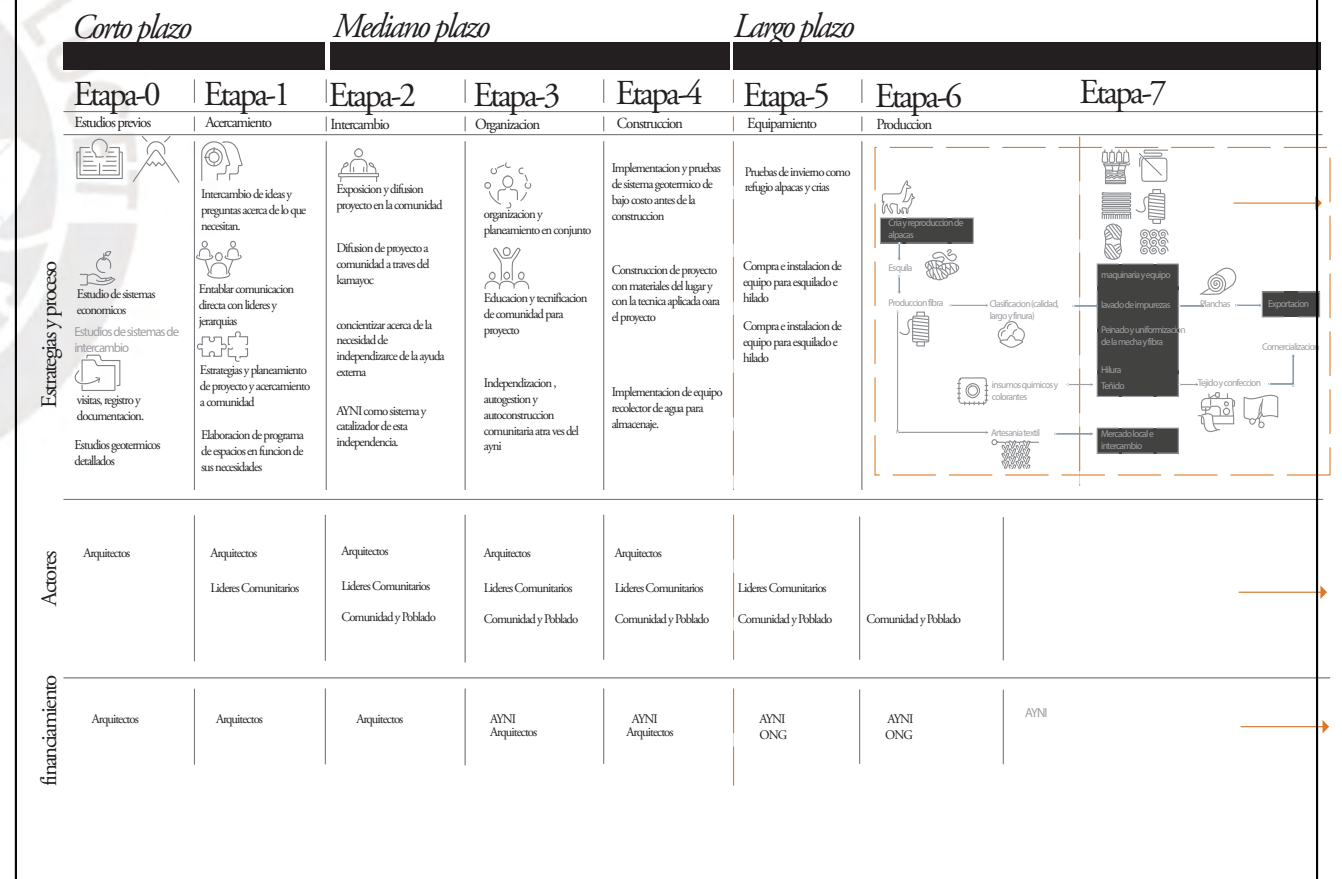 Corto plazo
Mediano plazo
Largo plazo
Etapa-0
Etapa-1
Etapa-2
Etapa-3
Etapa-4
Etapa-5
Etapa-6
Etapa-7
Estudios previos
Acercamiento
Intercambio
Organizacion
Construccion
Equipamiento
Produccion
Estrategias y proceso
Estudio de sistemas
economicos
Estudios de sistemas de
intercambio
visitas, registro y
documentacion.
Estudios geotermicos
detallados
Intercambio de ideas y
preguntas acerca de lo que
necesitan.
Entablar comunicacion
directa con lideres y
jerarquias
Estrategias y planeamiento
de proyecto y acercamiento
a comunidad
Elaboracion de programa
de espacios en funcion de
sus necesidades
Exposicion y difusion
proyecto en la comunidad
Difusion de proyecto a
comunidad a traves del
kamayoc
concientizar acerca de la
necesidad de
independizarce de la ayuda
externa
AYNI como sistema y
catalizador de esta
independencia.
organizacion y
planeamiento en conjunto
Educacion y tecnificacion
de comunidad para
proyecto
Independizacion ,
autogestion y
autoconstruccion
comunitaria atra ves del
ayni
Implementacion y pruebas
de sistema geotermico de
bajo costo antes de la
construccion
Construccion de proyecto
con materiales del lugar y
con la tecnica aplicada oara
el proyecto
Implementacion de equipo
recolector de agua para
almacenaje.
Pruebas de invierno como
refugio alpacas y crias
Compra e instalacion de
equipo para esquilado e
hilado
Compra e instalacion de
equipo para esquilado e
hilado
Cria y reproduccion de
alpacas
Esquila
Produccion fibra
Clasificacion (calidad,
largo y finura)
insumos quimicos y
colorantes
Artesania textil
maquinaria y equipo
lavado de impurezas
Peinado y uniformizacion
de la mecha y fibra
Hilura
Teñido
Mercado local e
intercambio
Planchas
Exportacion
Comercializacion
Tejido y confeccion
Actores
Arquitectos
Arquitectos
Arquitectos
Arquitectos
Arquitectos
Lideres Comunitarios
Lideres Comunitarios
Lideres Comunitarios
Lideres Comunitarios
Lideres Comunitarios
Comunidad y Poblado
Comunidad y Poblado
Comunidad y Poblado
Comunidad y Poblado
Comunidad y Poblado
financiamiento
Arquitectos
Arquitectos
Arquitectos
AYNI
Arquitectos
AYNI
Arquitectos
AYNI
ONG
AYNI
ONG
AYNI